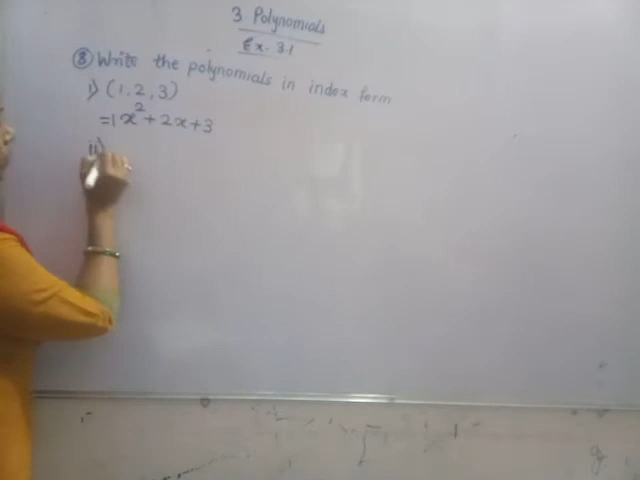 3 Polynomials
Ex. 3.1
⑧ Write the polynomials in index form
i) (1, 2, 3)
= 1x² + 2x + 3
ii)